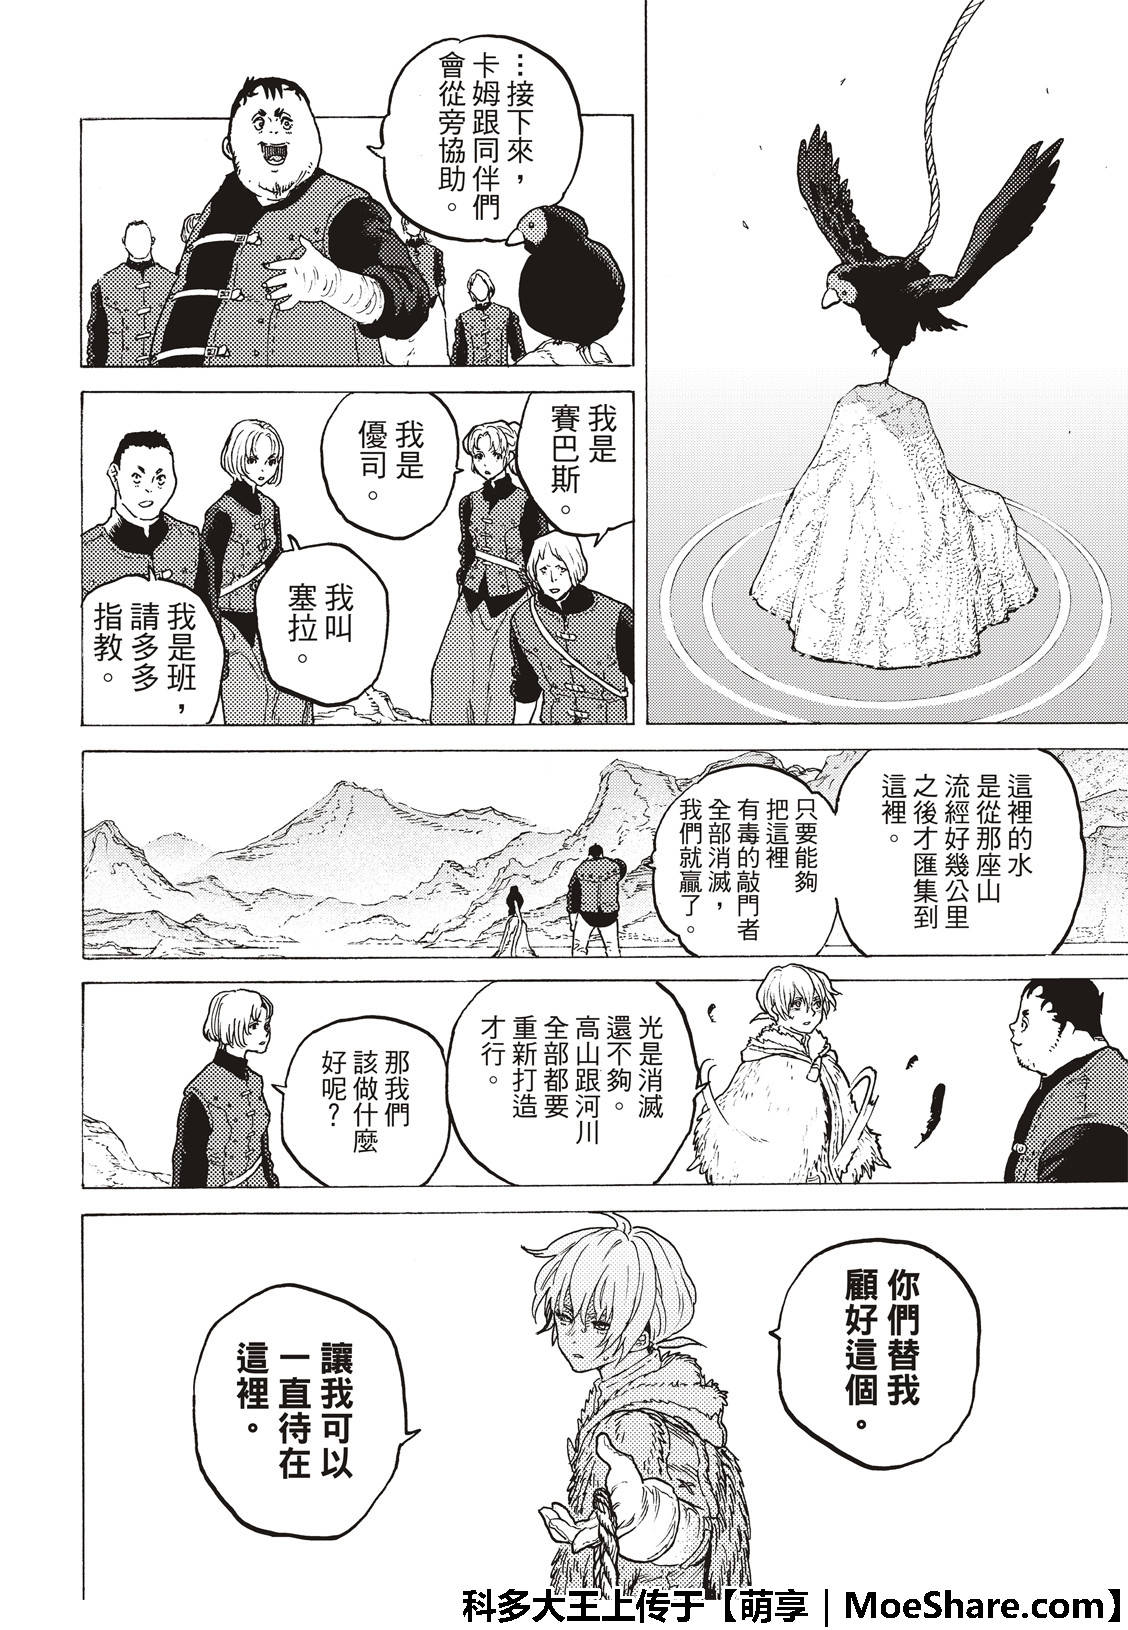 …接下來，
卡姆跟同伴們
會從旁協助。
我是
賽巴斯。
我是
優司。
我叫
塞拉。
我是班，
請多多
指教。
這裡的水
是從那座山
流經好幾公里
之後才匯集到
這裡。
只要能夠
把這裡
有毒的敲門者
全部消滅，
我們就贏了。
光是消滅
還不夠。
高山跟河川
全部都要
重新打造
才行。
那我們
該做什麼
好呢？
你們替我
顧好這個。
讓我可以
一直待在
這裡。
科多大王上传于【萌享｜MoeShare.com】